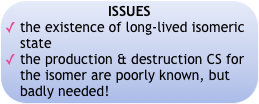 ISSUES
✓ the existence of long-lived isomeric
state
✓ the production & destruction CS for
the isomer are poorly known, but
badly needed!